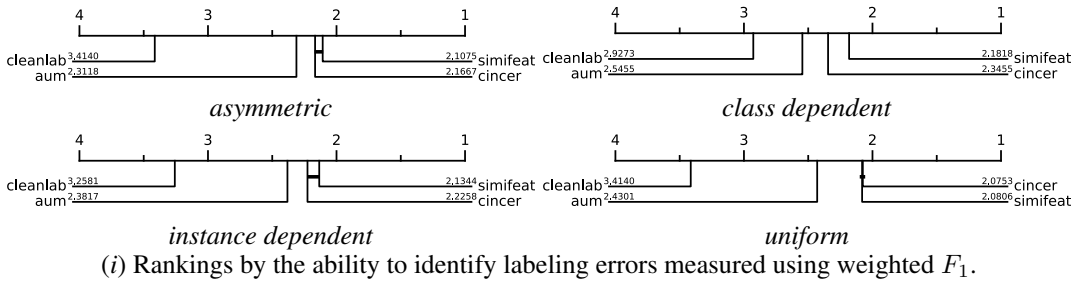 4 3 2 1
cleanlab 3.4140 2.1075 simifeat
aum 2.3118 2.1667 cincer
asymmetric
4 3 2 1
cleanlab 2.9273 2.1818 simifeat
aum 2.5455 2.3455 cincer
class dependent
4 3 2 1
cleanlab 3.2581 2.1344 simifeat
aum 2.3817 2.2258 cincer
instance dependent
4 3 2 1
cleanlab 3.4140 2.0753 cincer
aum 2.4301 2.0806 simifeat
uniform
(i) Rankings by the ability to identify labeling errors measured using weighted F1.